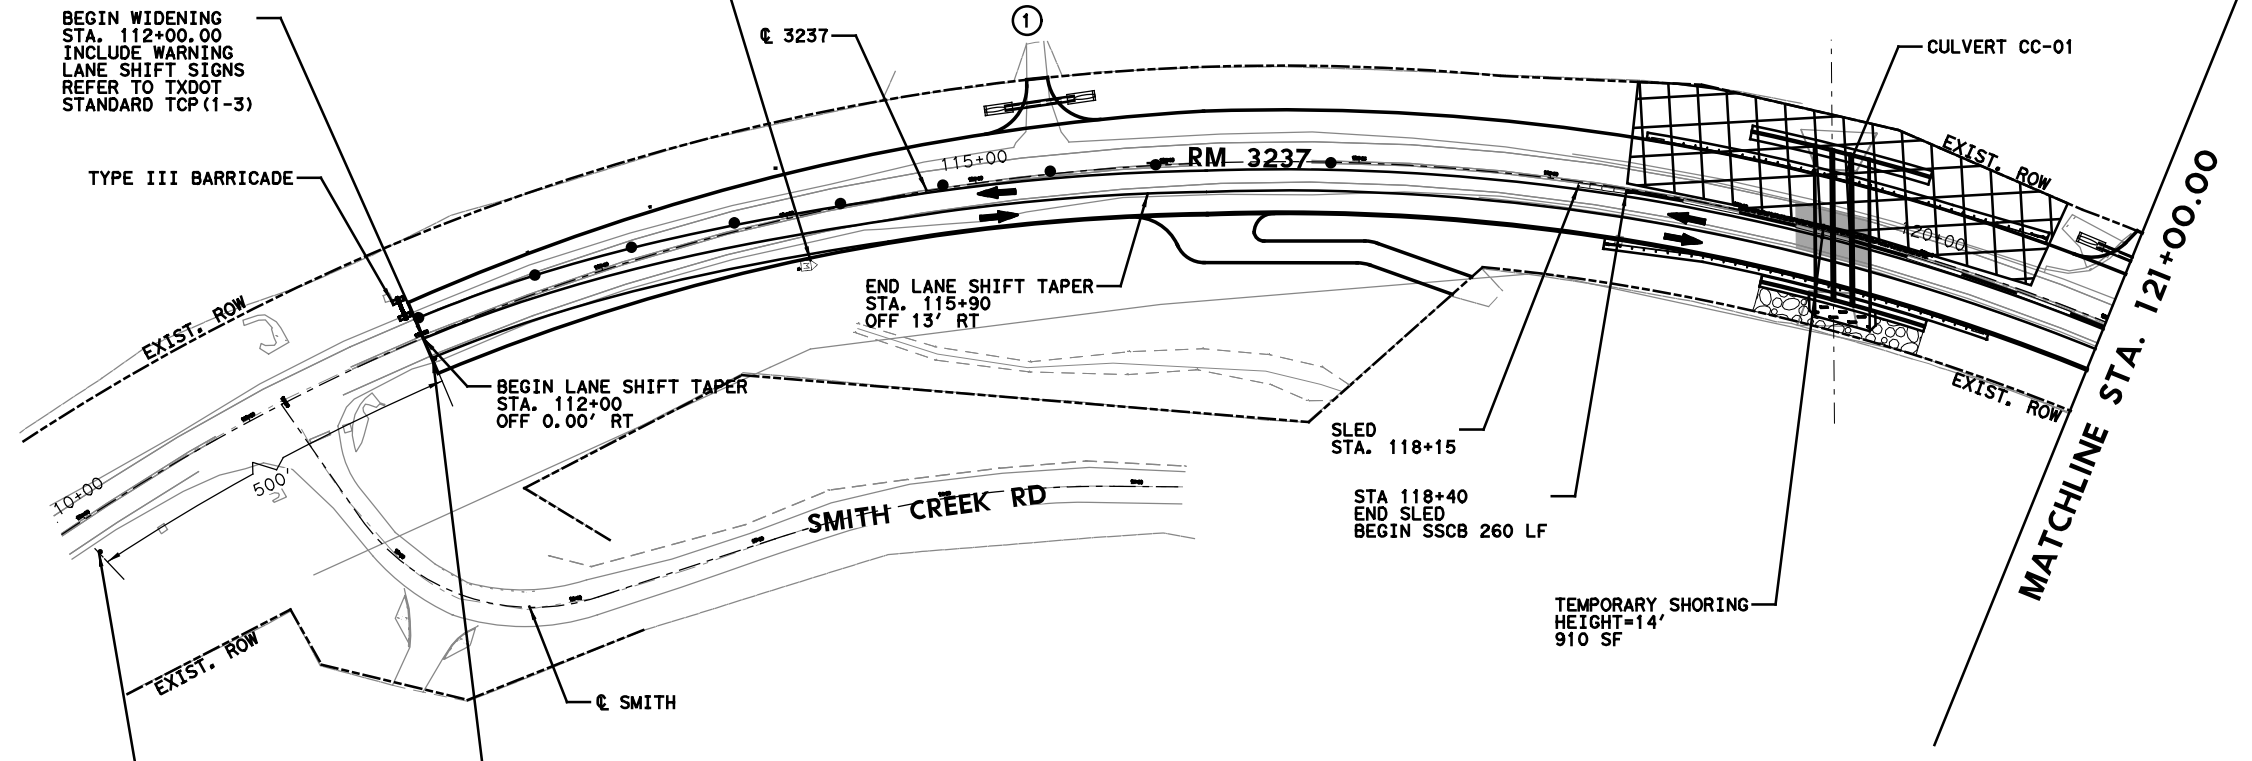 BEGIN WIDENING
STA. 112+00.00
INCLUDE WARNING
LANE SHIFT SIGNS
REFER TO TXDOT
STANDARD TCP(1-3)
℄ 3237
1
CULVERT CC-01
TYPE III BARRICADE
115+00
RM 3237
EXIST. ROW
120+00
MATCHLINE STA. 121+00.00
END LANE SHIFT TAPER
STA. 115+90
OFF 13' RT
EXIST. ROW
BEGIN LANE SHIFT TAPER
STA. 112+00
OFF 0.00' RT
EXIST. ROW
SLED
STA. 118+15
500'
10+00
STA 118+40
END SLED
BEGIN SSCB 260 LF
SMITH CREEK RD
TEMPORARY SHORING
HEIGHT=14'
910 SF
EXIST. ROW
℄ SMITH